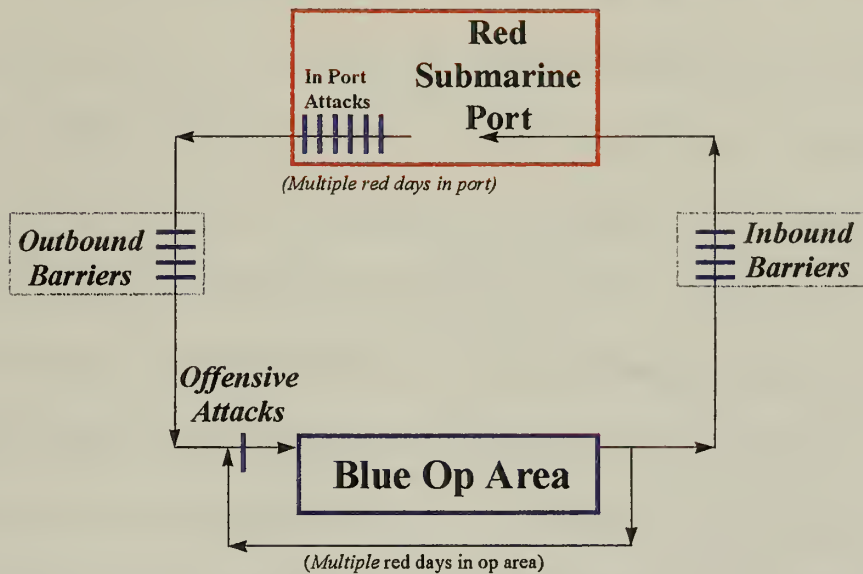 Red
Submarine
Port
In Port
Attacks
(Multiple red days in port)
Outbound
Barriers
Inbound
Barriers
Offensive
Attacks
Blue Op Area
(Multiple red days in op area)